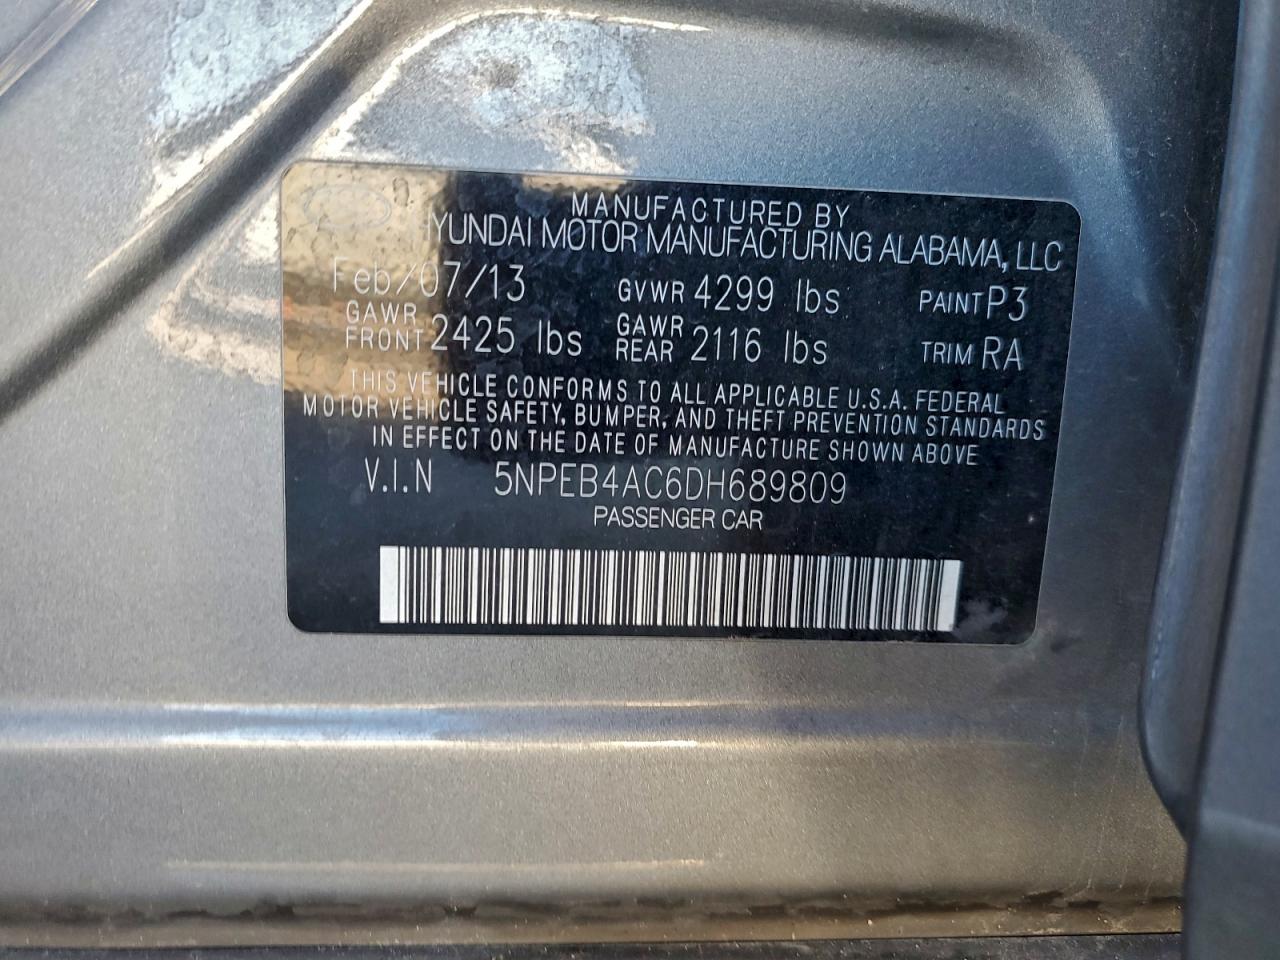 MANUFACTURED BY
HYUNDAI MOTOR MANUFACTURING ALABAMA, LLC
Feb/07/13 GVWR 4299 lbs PAINT P3
GAWR FRONT 2425 lbs GAWR REAR 2116 lbs TRIM RA
THIS VEHICLE CONFORMS TO ALL APPLICABLE U.S.A. FEDERAL
MOTOR VEHICLE SAFETY, BUMPER, AND THEFT PREVENTION STANDARDS
IN EFFECT ON THE DATE OF MANUFACTURE SHOWN ABOVE
V.I.N 5NPEB4AC6DH689809
PASSENGER CAR